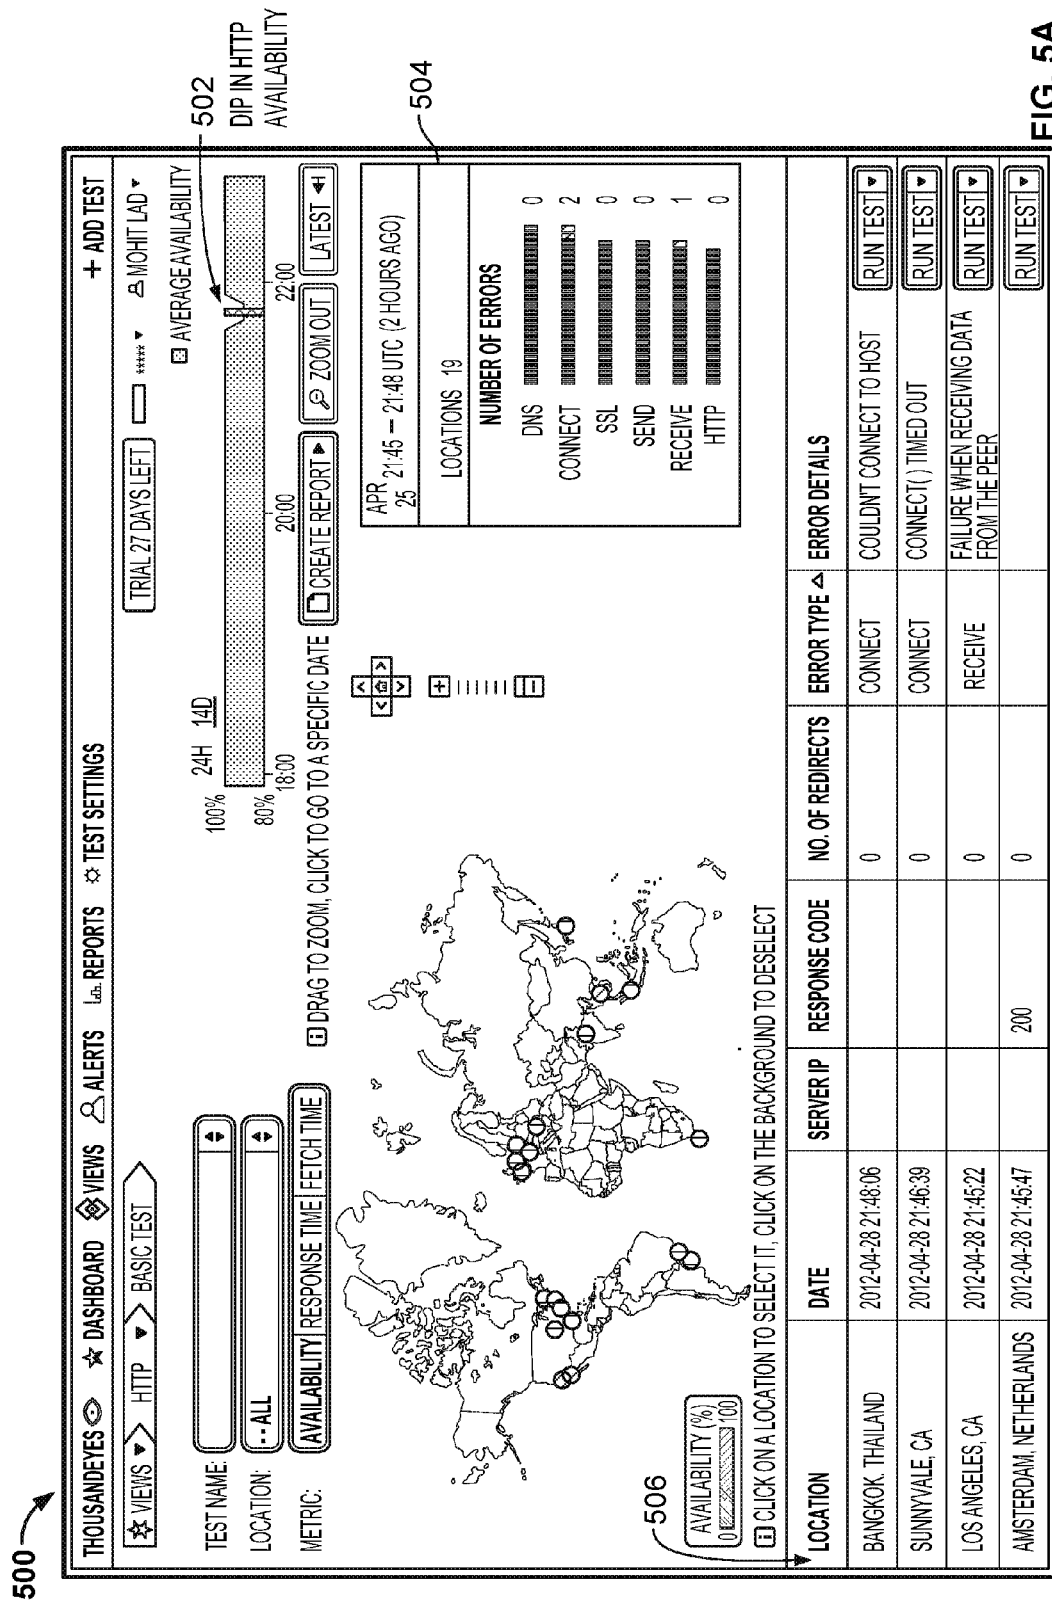 500
THOUSANDEYES DASHBOARD VIEWS ALERTS REPORTS TEST SETTINGS + ADD TEST
VIEWS HTTP BASIC TEST TRIAL 27 DAYS LEFT ***** MOHIT LAD
AVERAGE AVAILABILITY
502
DIP IN HTTP
AVAILABILITY
TEST NAME:
LOCATION: -- ALL
METRIC: AVAILABILITY RESPONSE TIME FETCH TIME
24H 14D
100%
80%
18:00 20:00 22:00
i DRAG TO ZOOM, CLICK TO GO TO A SPECIFIC DATE CREATE REPORT ZOOM OUT LATEST
504
APR
25 21:45 – 21:48 UTC (2 HOURS AGO)
LOCATIONS 19
NUMBER OF ERRORS
DNS 0
CONNECT 2
SSL 0
SEND 0
RECEIVE 1
HTTP 0
AVAILABILITY (%)
0 100
506
i CLICK ON A LOCATION TO SELECT IT, CLICK ON THE BACKGROUND TO DESELECT
LOCATION DATE SERVER IP RESPONSE CODE NO. OF REDIRECTS ERROR TYPE ERROR DETAILS
BANGKOK. THAILAND 2012-04-28 21:48:06 0 CONNECT COULDN'T CONNECT TO HOST RUN TEST
SUNNYVALE, CA 2012-04-28 21:46:39 0 CONNECT CONNECT( ) TIMED OUT RUN TEST
LOS ANGELES, CA 2012-04-28 21:45:22 0 RECEIVE FAILURE WHEN RECEIVING DATA
FROM THE PEER RUN TEST
AMSTERDAM, NETHERLANDS 2012-04-28 21:45:47 200 0 RUN TEST
FIG. 5A